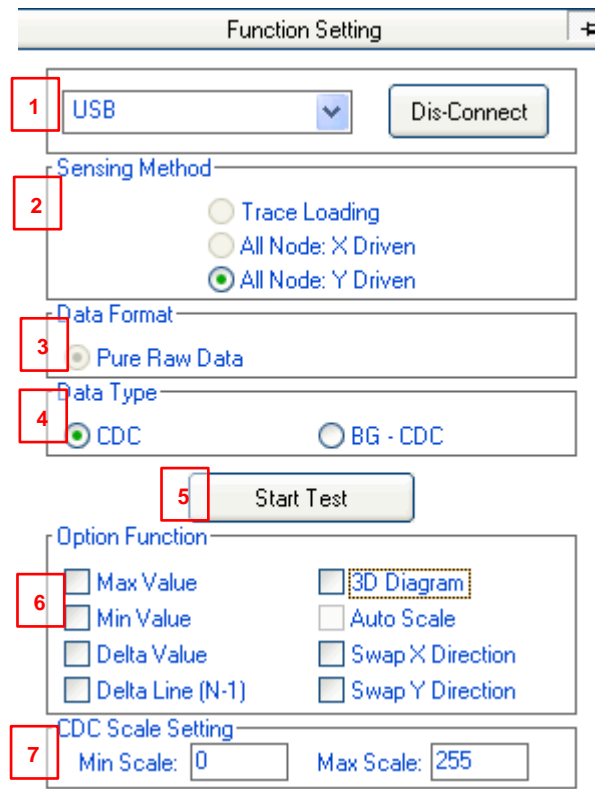 Function Setting
1 USB Dis-Connect
Sensing Method
2
Trace Loading
All Node: X Driven
All Node: Y Driven
Data Format
3 Pure Raw Data
Data Type
4
CDC BG - CDC
5 Start Test
Option Function
Max Value 3D Diagram
6
Min Value Auto Scale
Delta Value Swap X Direction
Delta Line (N-1) Swap Y Direction
CDC Scale Setting
7 Min Scale: 0 Max Scale: 255